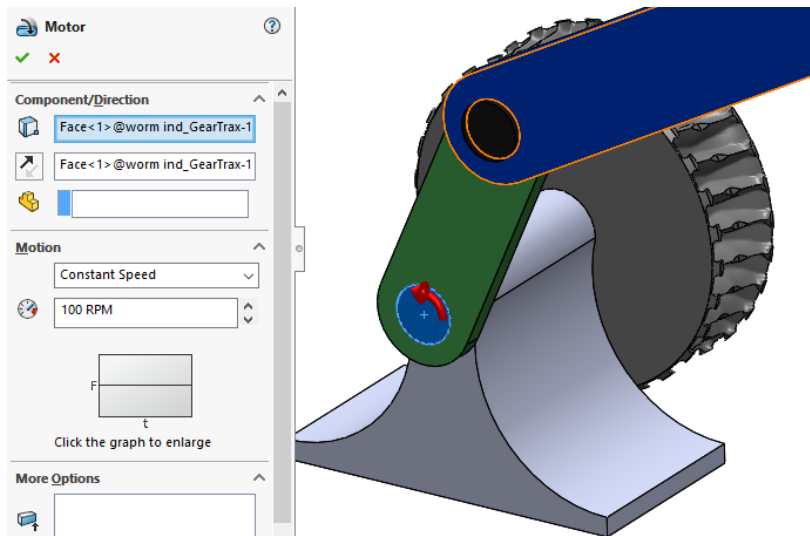 Motor
Component/Direction
Face<1>@worm ind_GearTrax-1
Face<1>@worm ind_GearTrax-1
Motion
Constant Speed
100 RPM
F
t
Click the graph to enlarge
More Options